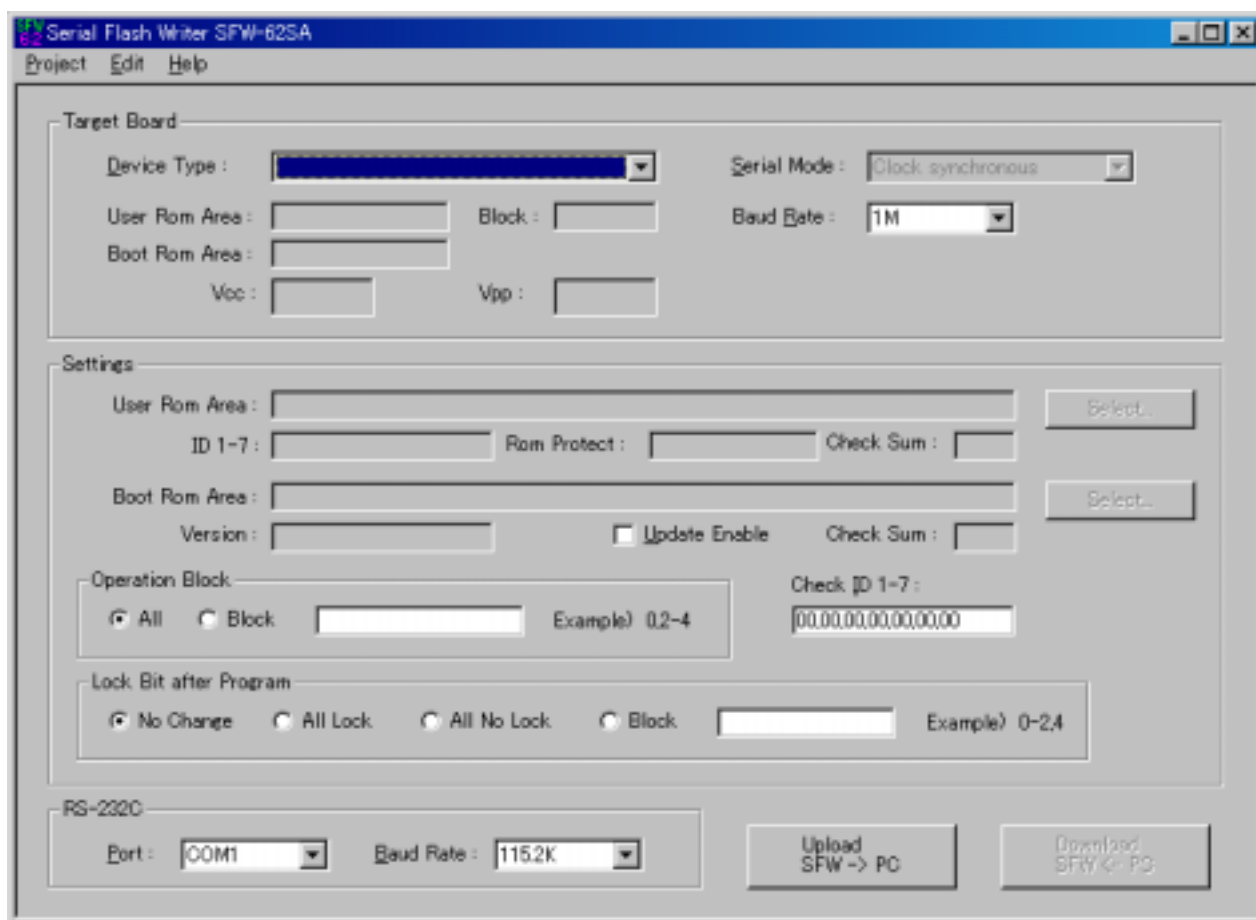 SFW
62
Serial Flash Writer SFW-62SA
Project Edit Help
Target Board
Device Type :
Serial Mode : Clock synchronous
User Rom Area : Block :
Baud Rate : 1M
Boot Rom Area :
Vcc : Vpp :
Settings
User Rom Area : Select...
ID 1-7 : Rom Protect : Check Sum :
Boot Rom Area : Select...
Version : Update Enable Check Sum :
Operation Block
All Block Example) 0,2-4
Check ID 1-7 :
00,00,00,00,00,00,00
Lock Bit after Program
No Change All Lock All No Lock Block Example) 0-2,4
RS-232C
Port : COM1 Baud Rate : 115.2K
Upload
SFW -> PC
Download
SFW <- PC